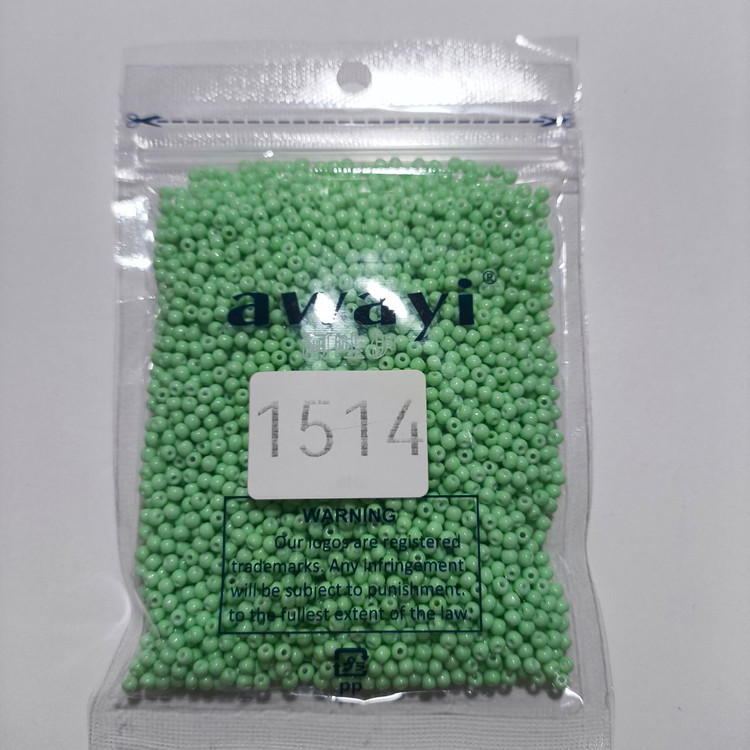 awayi®
1514
WARNING
Our logos are registered
trademarks. Any infringement
will be subject to punishment.
to the fullest extent of the law.
PP